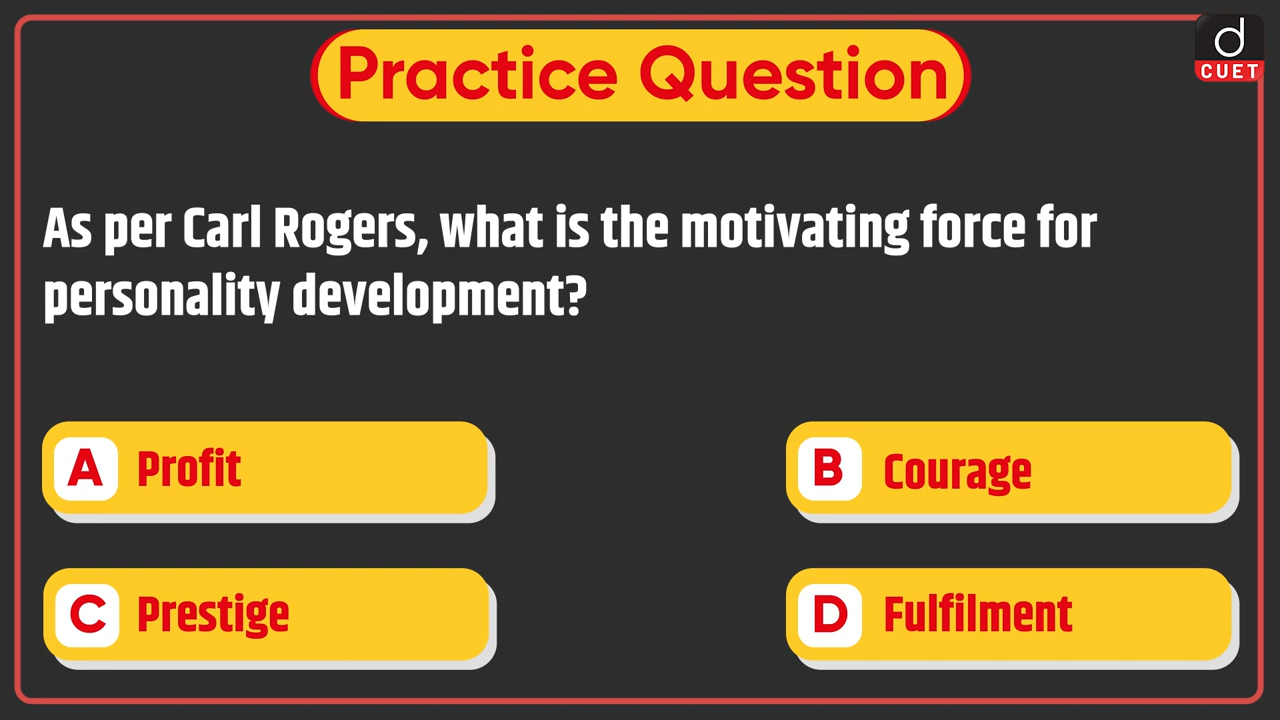 Practice Question
d
CUET
As per Carl Rogers, what is the motivating force for
personality development?
A Profit
B Courage
C Prestige
D Fulfilment